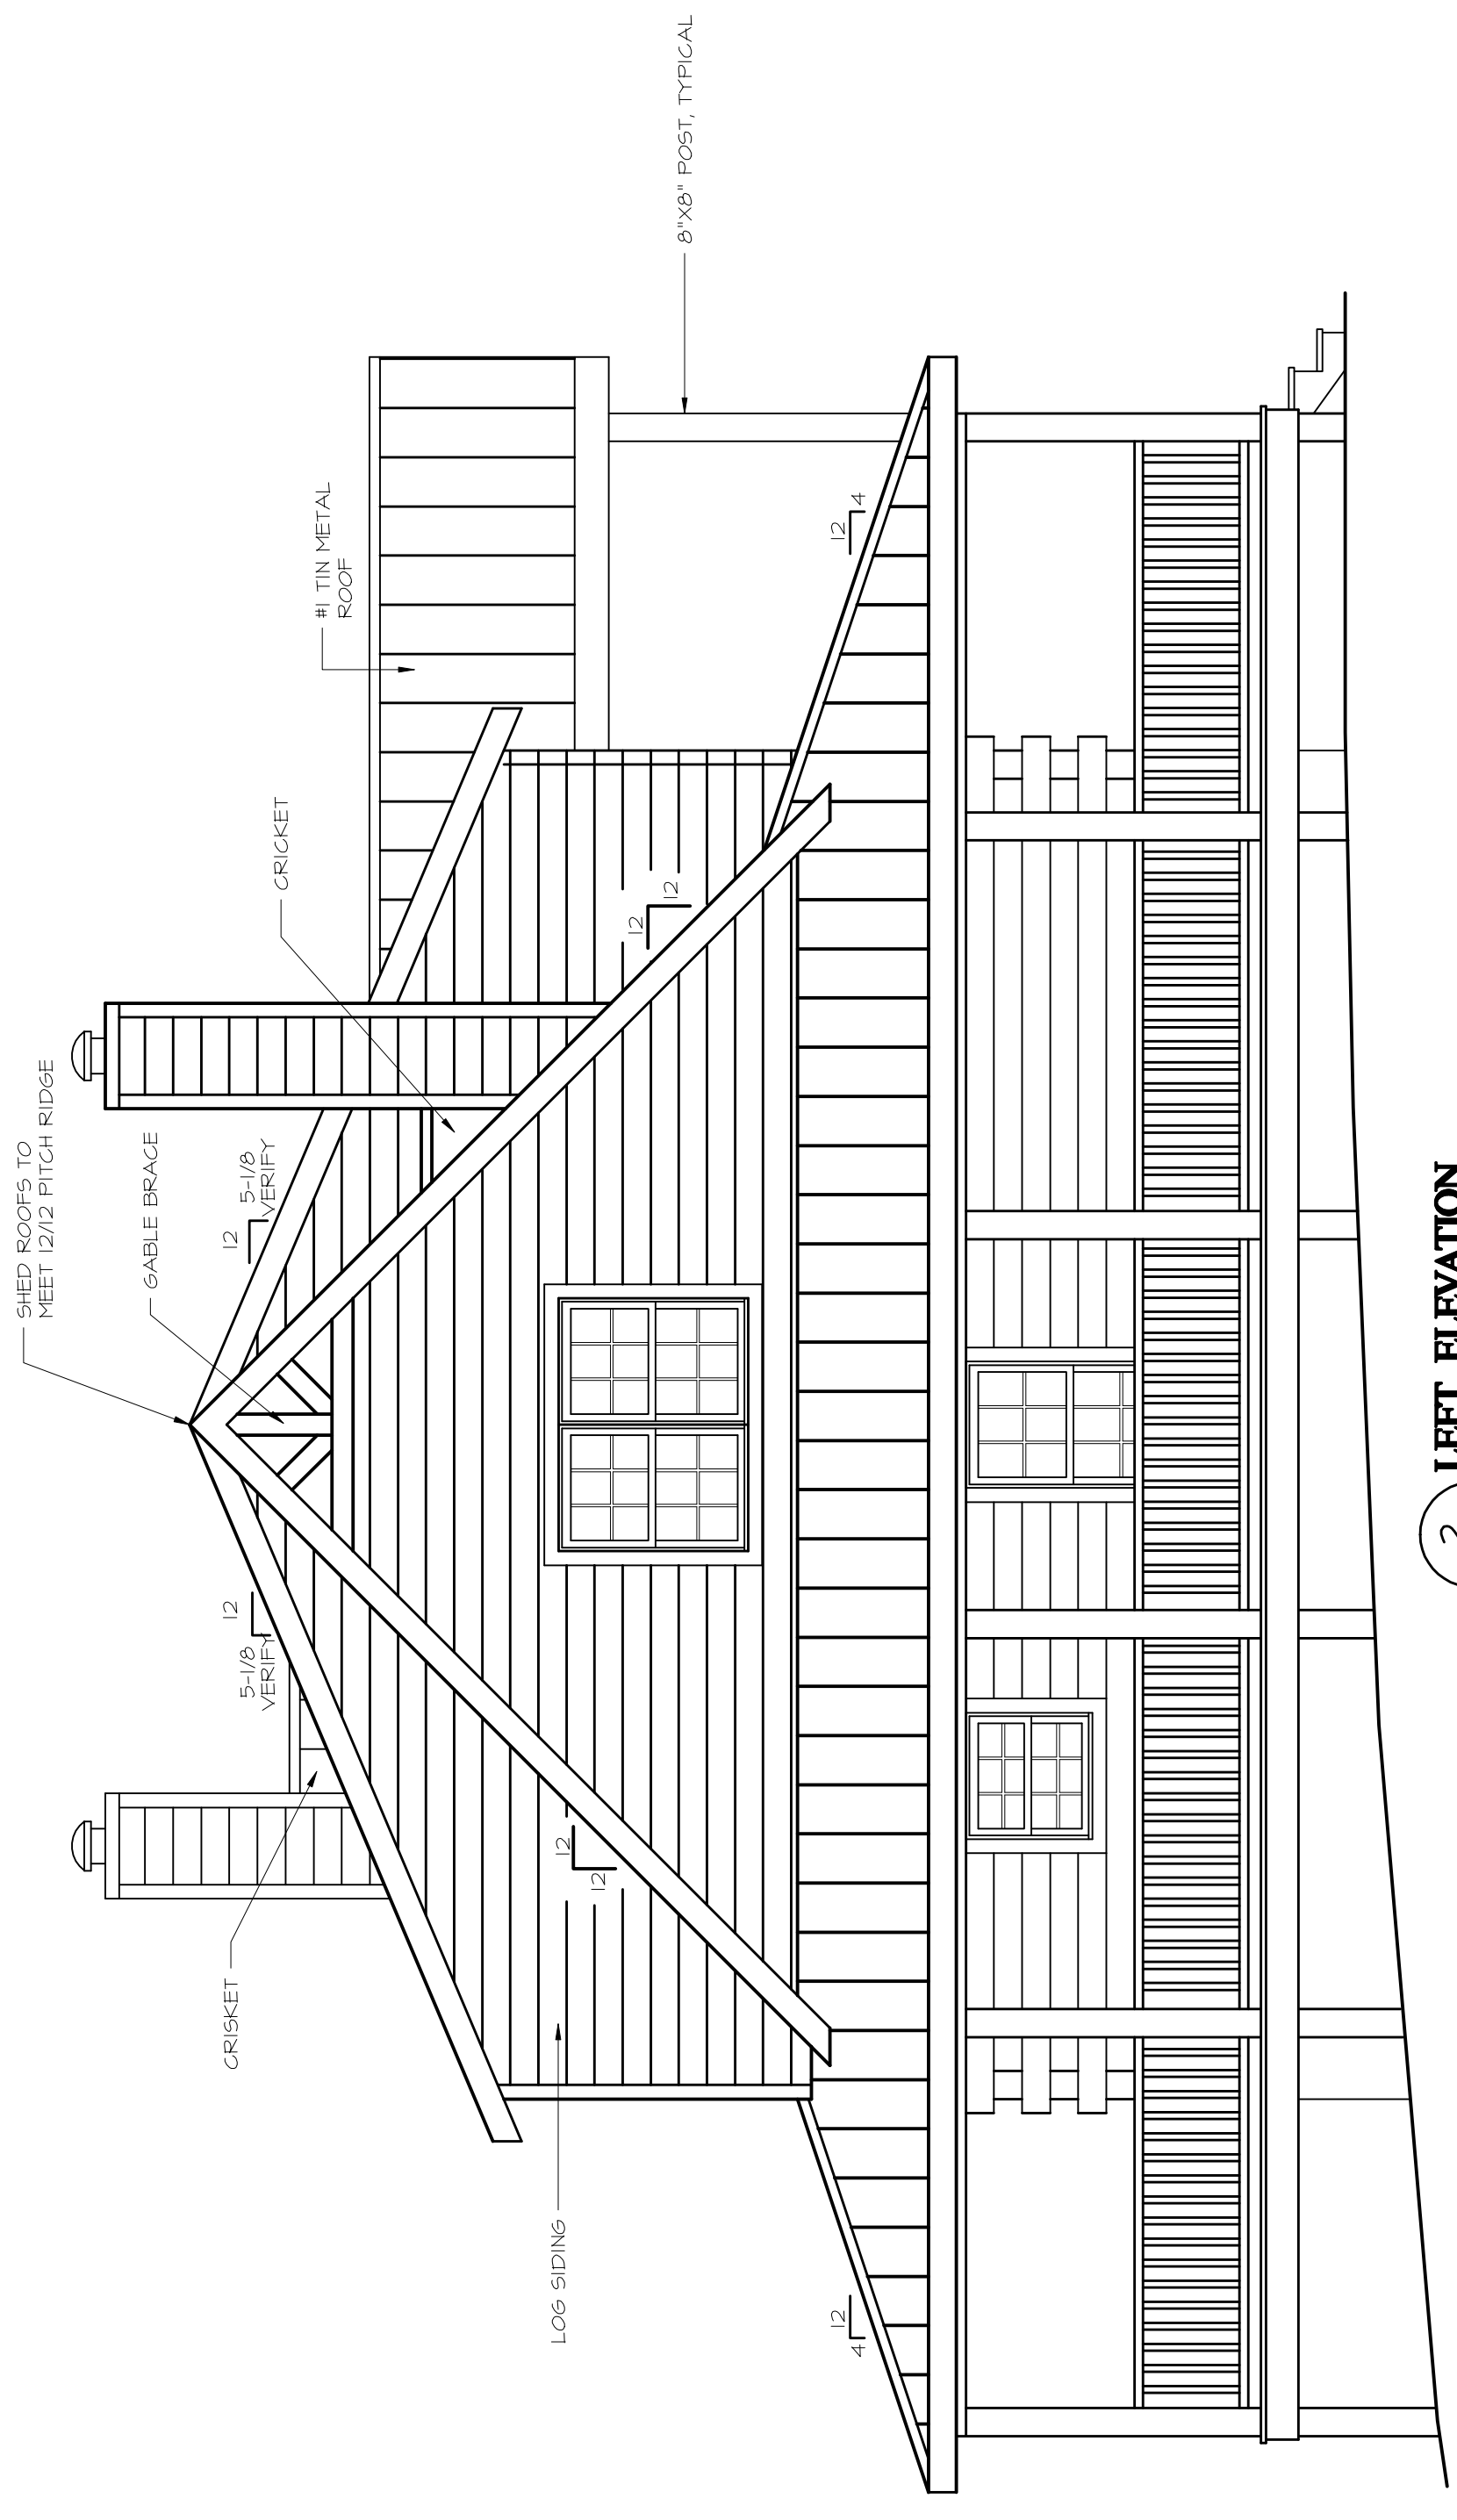 SHED ROOFS TO
MEET 12/12 PITCH RIDGE
GABLE BRACE
CRISKET
12
5-1/8
VERIFY
12
5-1/8
VERIFY
CRICKET
#1 TIN METAL
ROOF
8"X8" POST, TYPICAL
LOG SIDING
12
12
12
12
12
4
12
4
2
LEFT ELEVATION